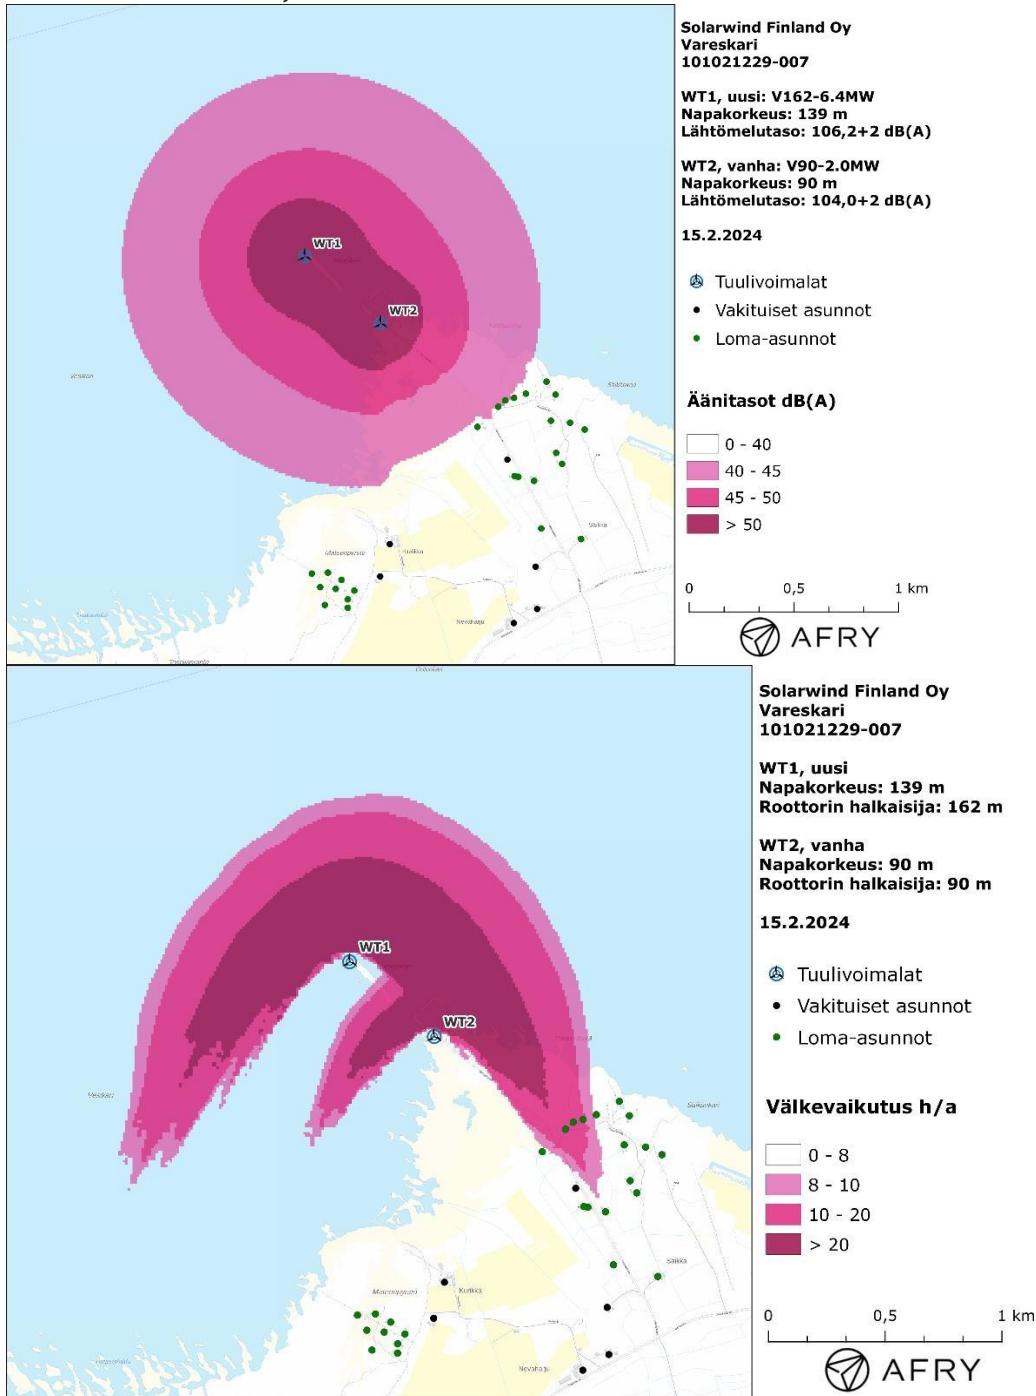 WT1
WT2
Kurikka
Nevaharju
Solarwind Finland Oy
Vareskari
101021229-007
WT1, uusi: V162-6.4MW
Napakorkeus: 139 m
Lähtömelutaso: 106,2+2 dB(A)
WT2, vanha: V90-2.0MW
Napakorkeus: 90 m
Lähtömelutaso: 104,0+2 dB(A)
15.2.2024
Tuulivoimalat
Vakituiset asunnot
Loma-asunnot
Äänitasot dB(A)
0 - 40
40 - 45
45 - 50
> 50
0 0,5 1 km
AFRY
WT1
WT2
Saikka
Kurikka
Nevaharju
Solarwind Finland Oy
Vareskari
101021229-007
WT1, uusi
Napakorkeus: 139 m
Roottorin halkaisija: 162 m
WT2, vanha
Napakorkeus: 90 m
Roottorin halkaisija: 90 m
15.2.2024
Tuulivoimalat
Vakituiset asunnot
Loma-asunnot
Välkevaikutus h/a
0 - 8
8 - 10
10 - 20
> 20
0 0,5 1 km
AFRY